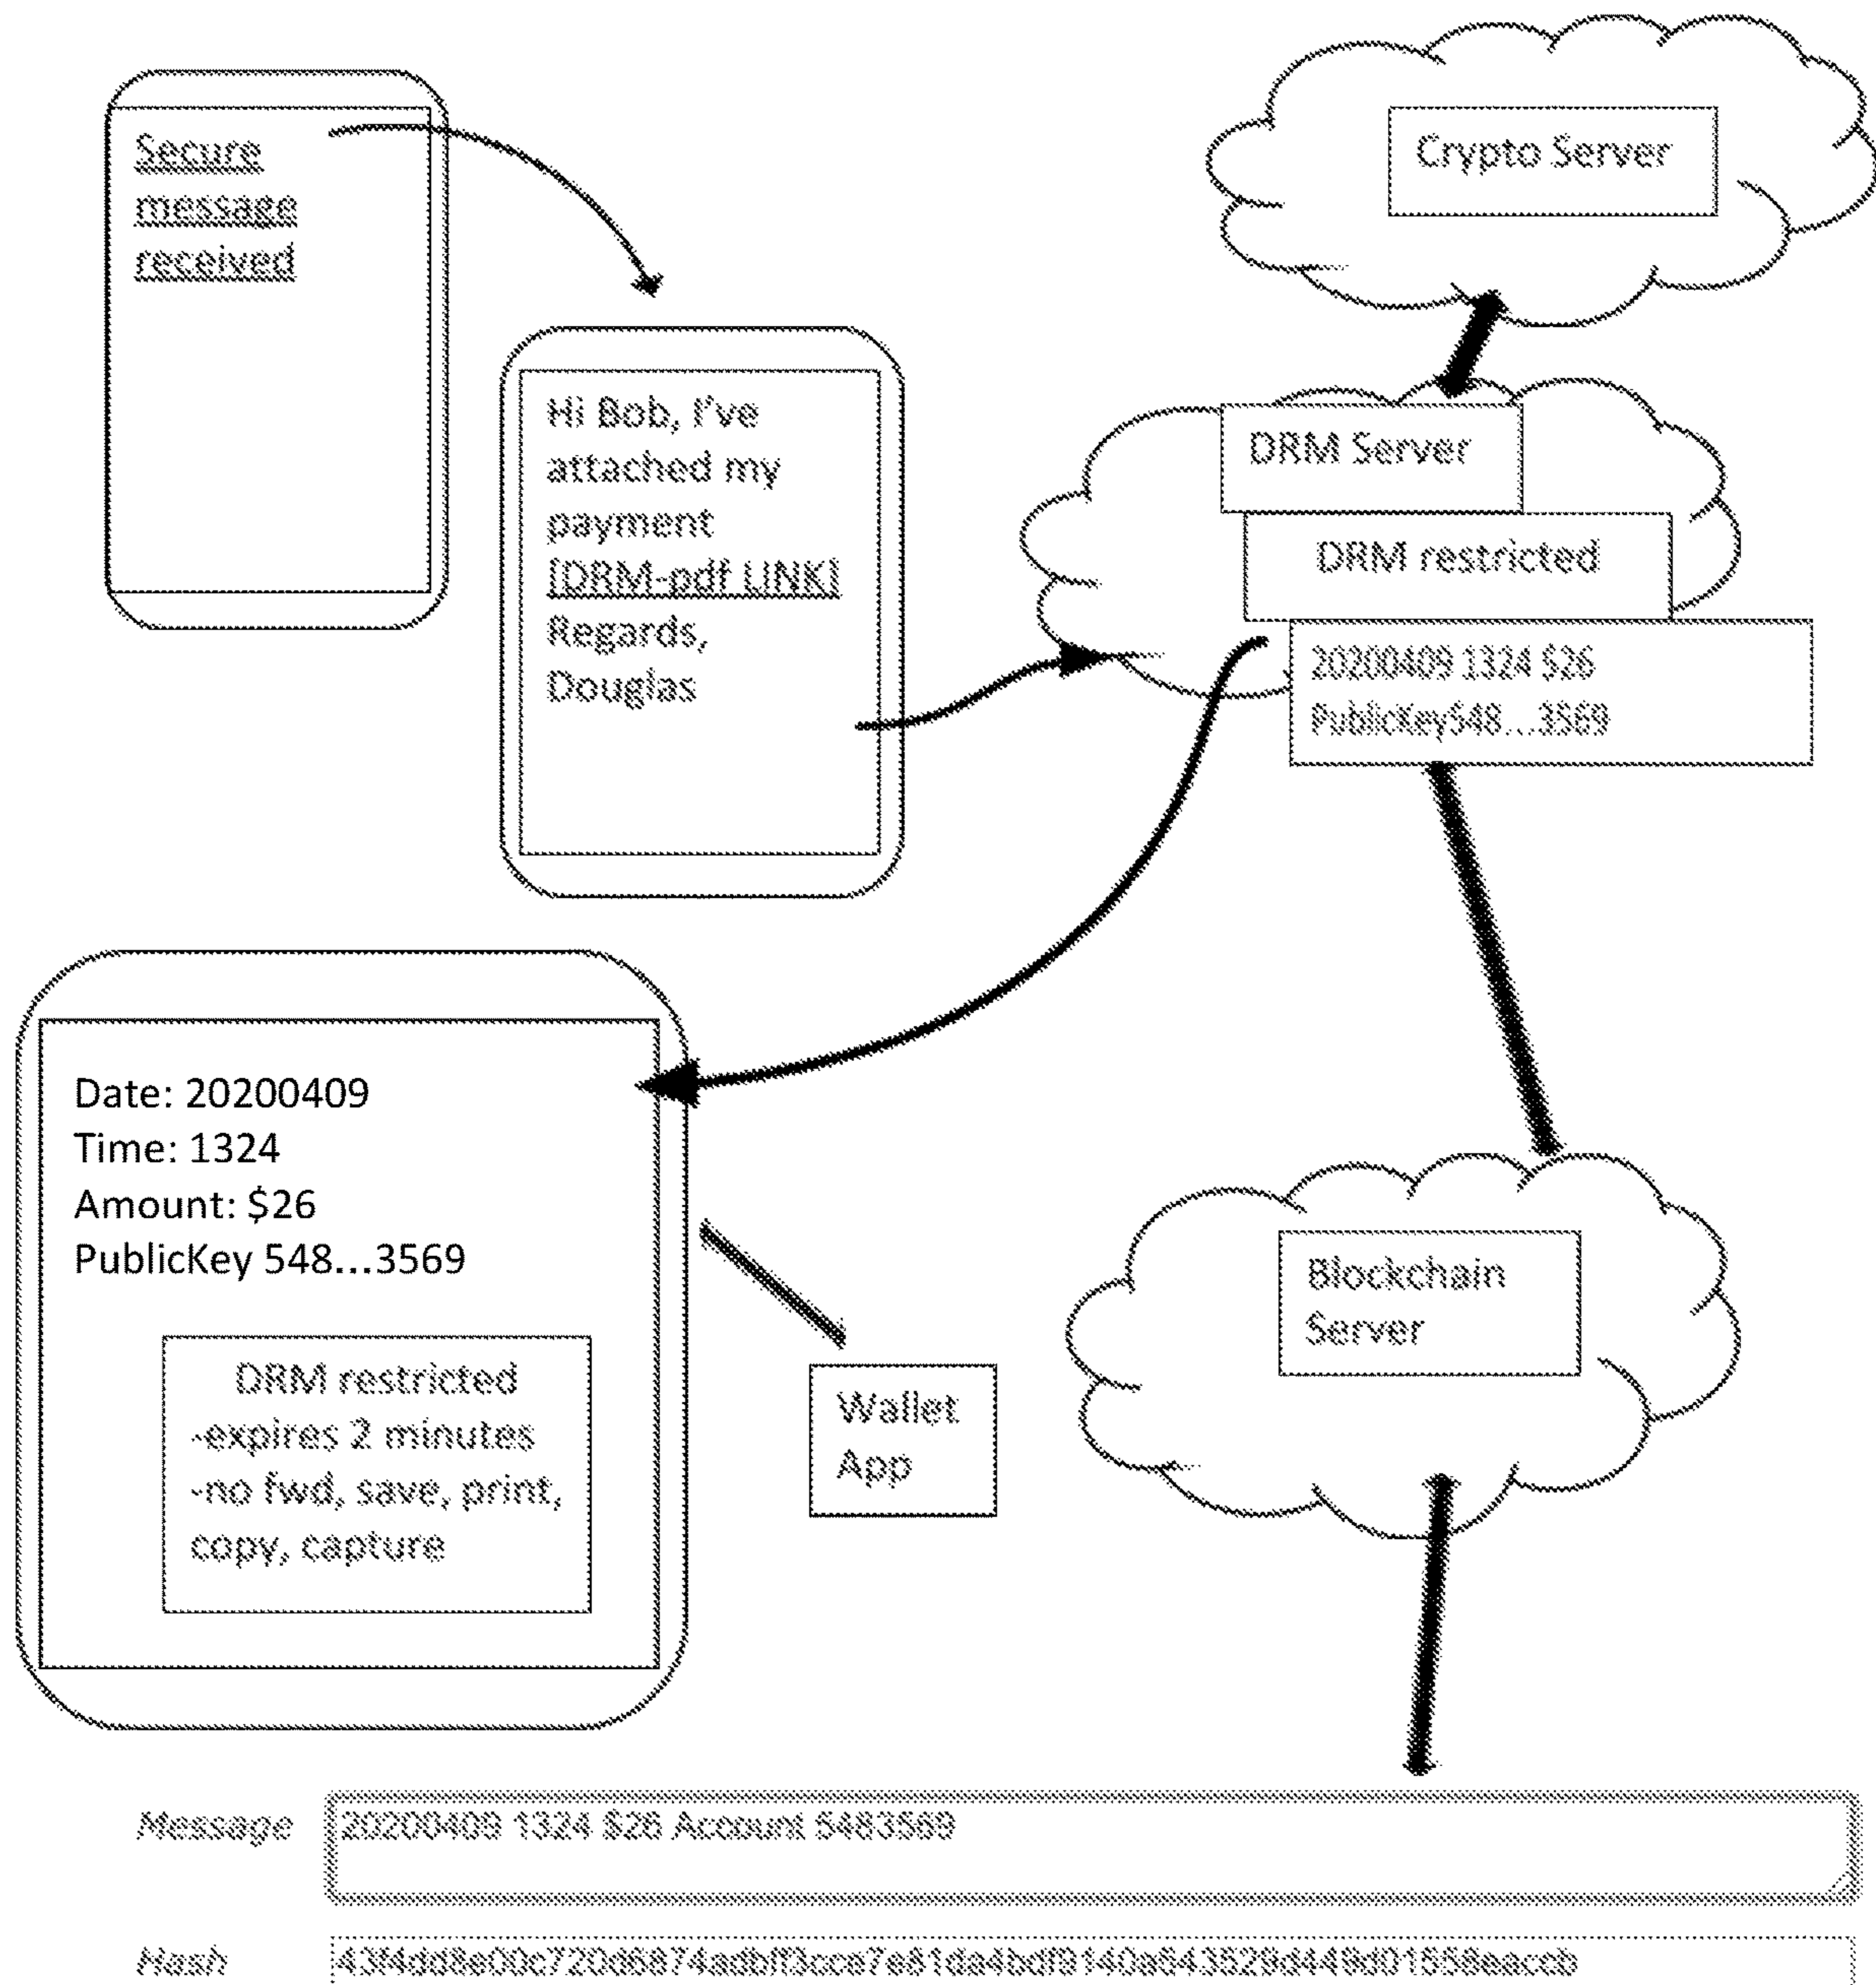 Secure
message
received
Crypto Server
Hi Bob, I've
attached my
payment
[DRM-pdf LINK]
Regards,
Douglas
DRM Server
DRM restricted
20200409 1324 $26
PublicKey548...3569
Date: 20200409
Time: 1324
Amount: $26
PublicKey 548...3569
DRM restricted
-expires 2 minutes
-no fwd, save, print,
copy, capture
Wallet
App
Blockchain
Server
Message
20200409 1324 $26 Account 5483569
Hash